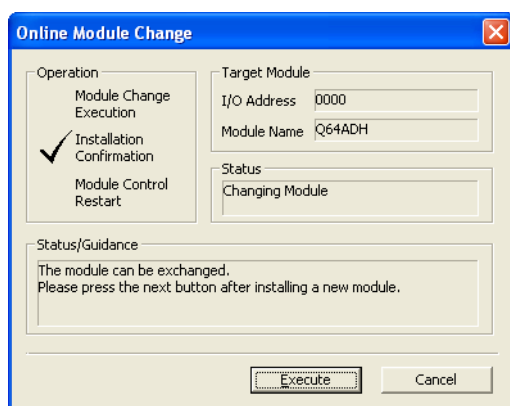 Online Module Change
Operation
Module Change
Execution
Installation
Confirmation
Module Control
Restart
Target Module
I/O Address 0000
Module Name Q64ADH
Status
Changing Module
Status/Guidance
The module can be exchanged.
Please press the next button after installing a new module.
Execute Cancel